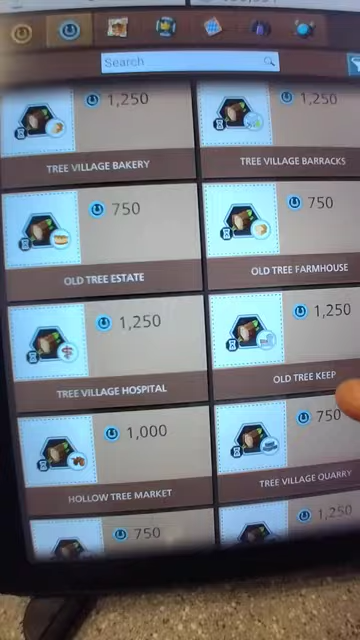 Search
1,250
1,250
TREE VILLAGE BAKERY
TREE VILLAGE BARRACKS
750
750
OLD TREE ESTATE
OLD TREE FARMHOUSE
1,250
1,250
TREE VILLAGE HOSPITAL
OLD TREE KEEP
1,000
750
HOLLOW TREE MARKET
TREE VILLAGE QUARRY
750
1,250